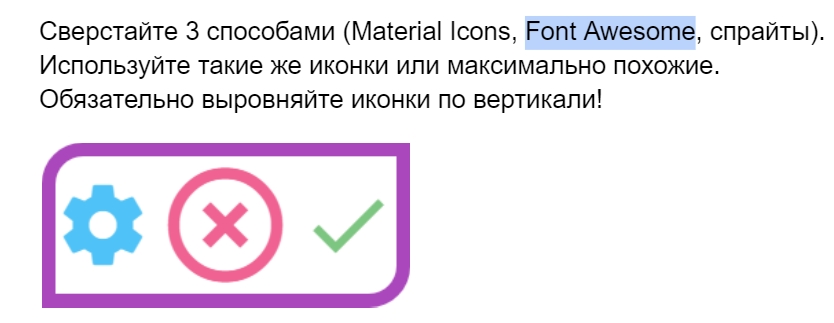 Сверстайте 3 способами (Material Icons, Font Awesome, спрайты).
Используйте такие же иконки или максимально похожие.
Обязательно выровняйте иконки по вертикали!